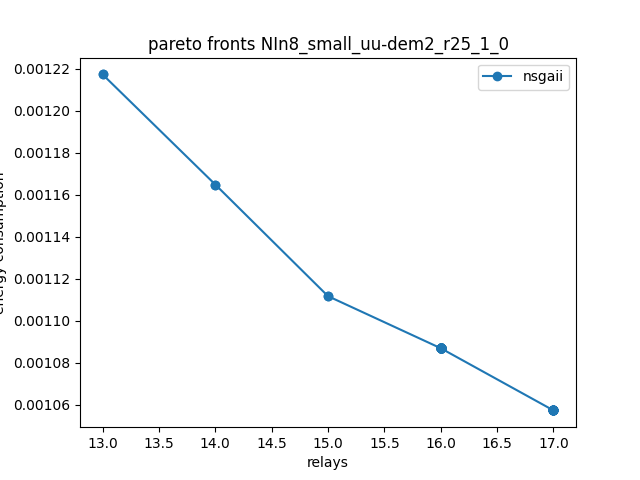 pareto fronts NIn8_small_uu-dem2_r25_1_0
nsgaii
0.00122
0.00120
0.00118
0.00116
0.00114
0.00112
0.00110
0.00108
0.00106
energy consumption
13.0 13.5 14.0 14.5 15.0 15.5 16.0 16.5 17.0
relays